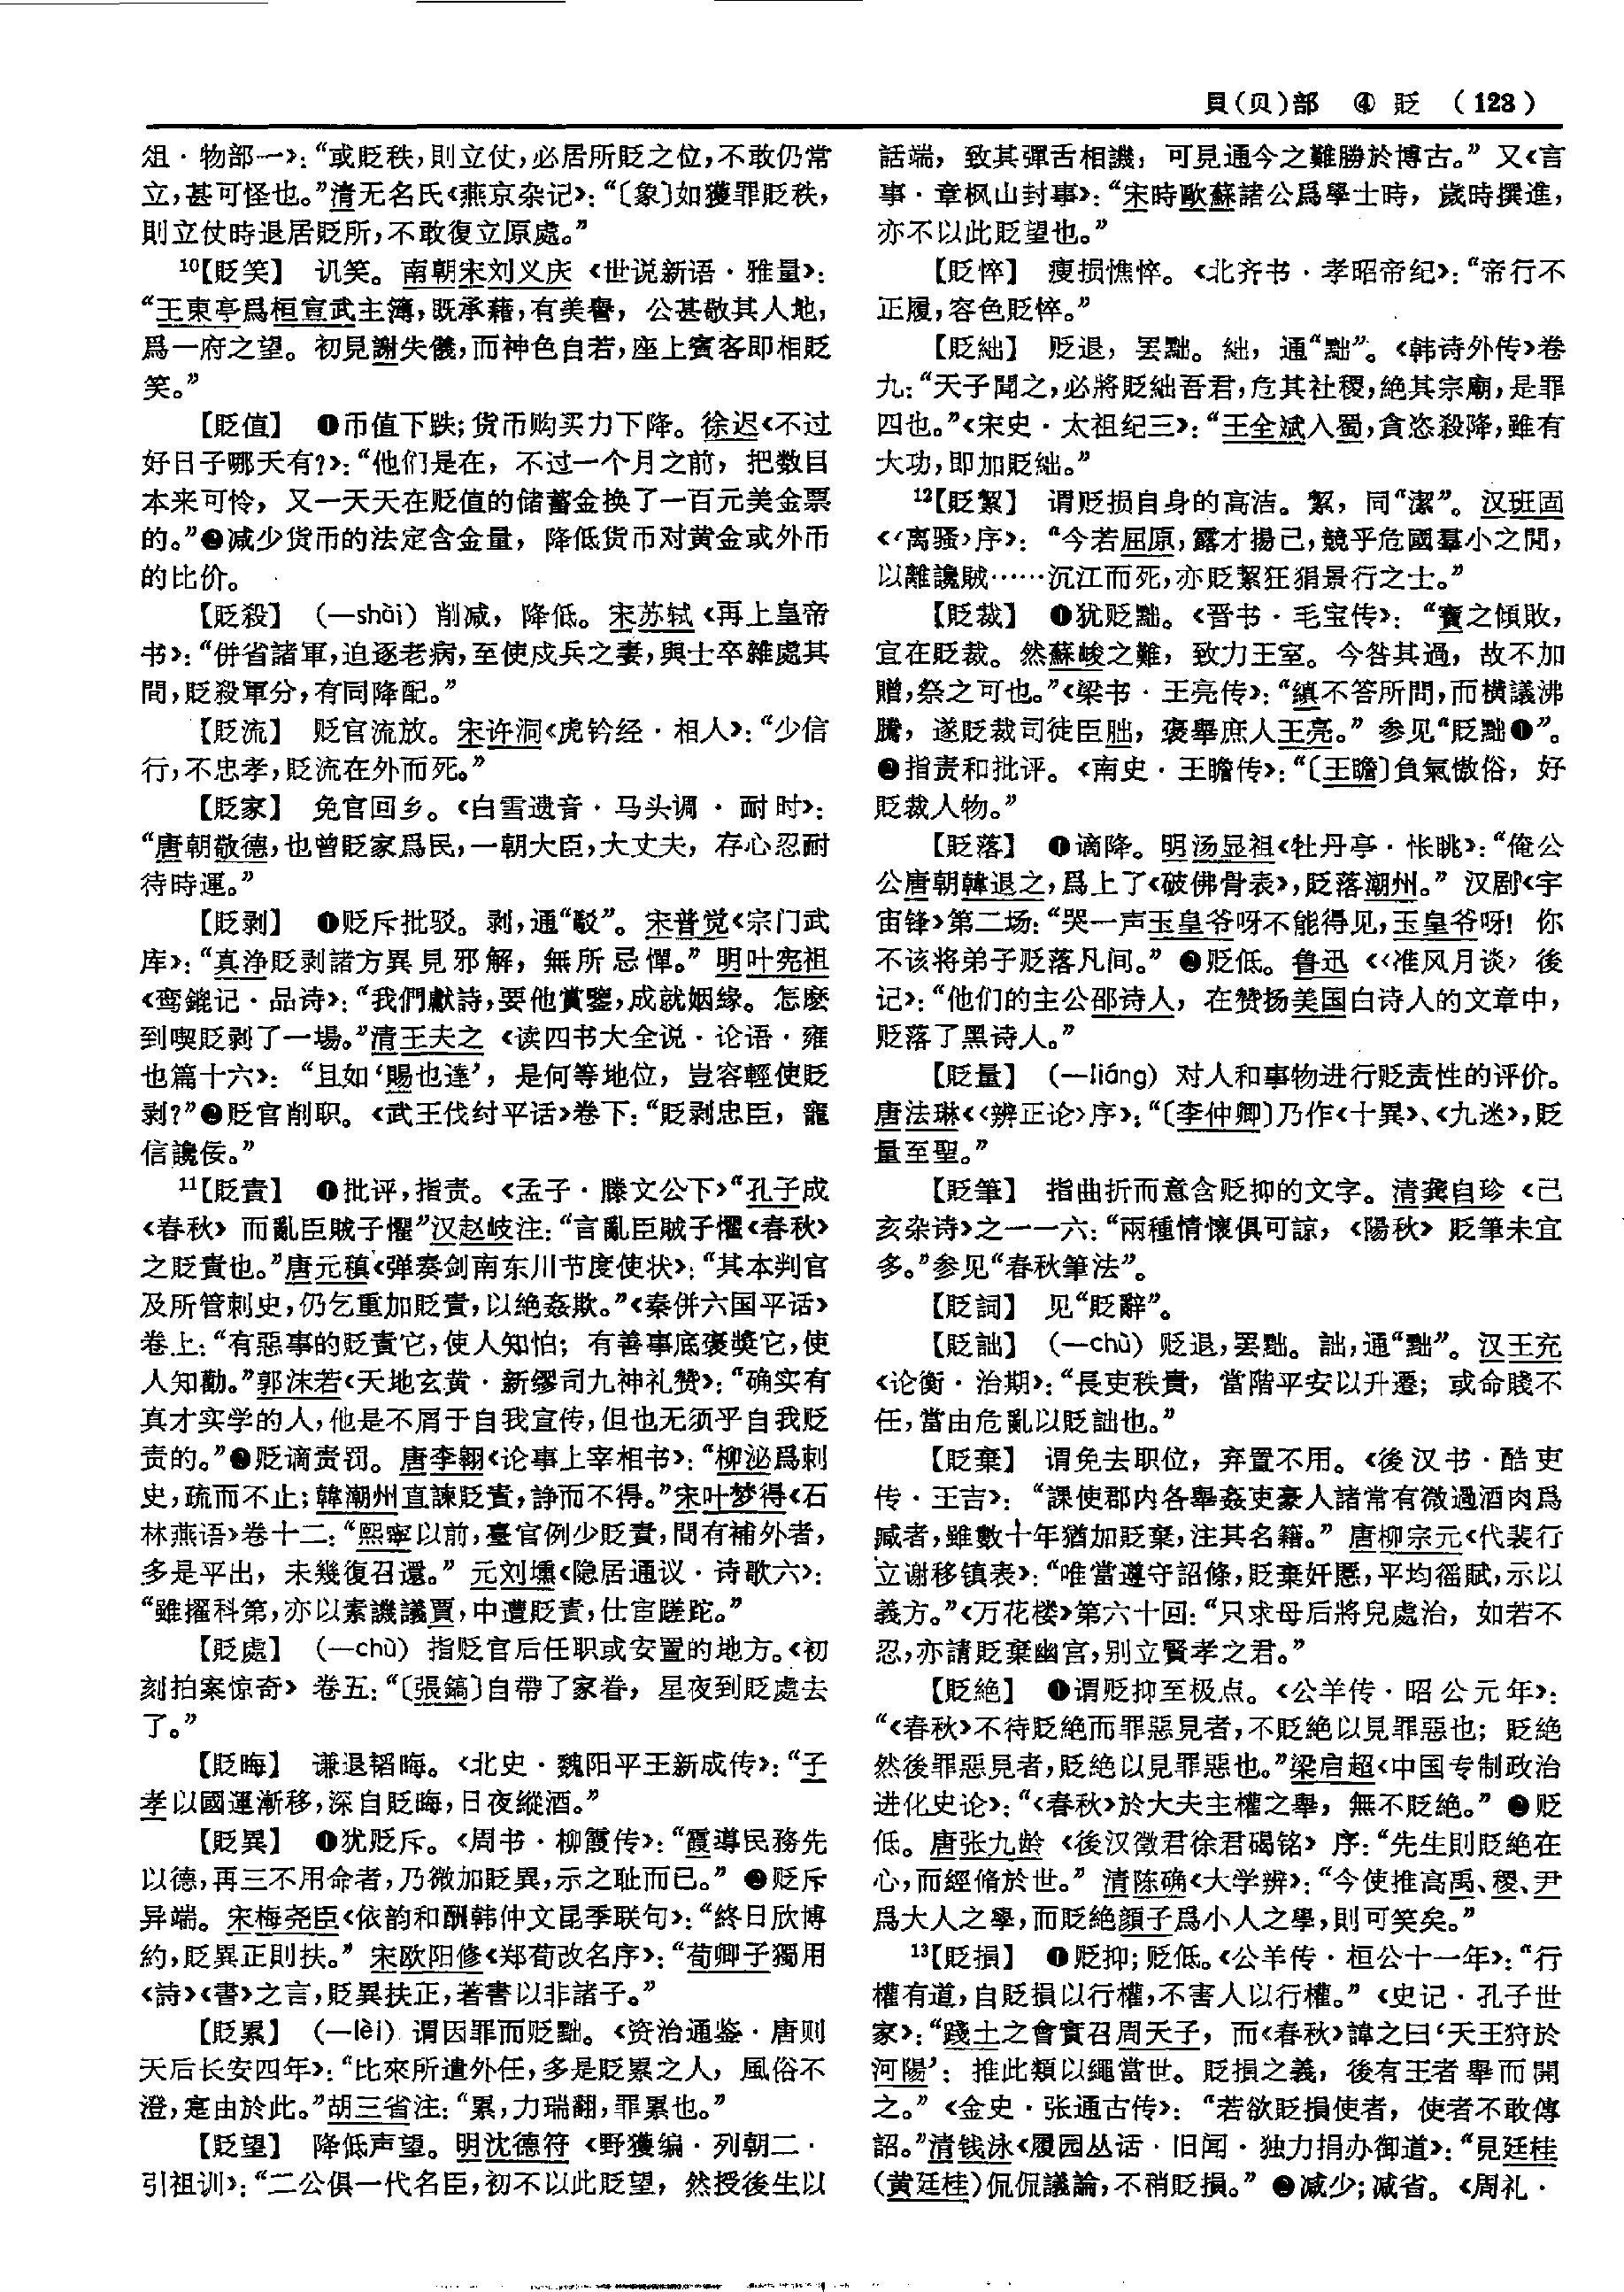 貝(贝)部 ④ 貶 (123)
俎·物部一》：“或貶秩，則立仗，必居所貶之位，不敢仍常
立，甚可怪也。”清无名氏《燕京杂记》：“〔象〕如獲罪貶秩，
則立仗時退居貶所，不敢復立原處。”
10【貶笑】 讥笑。南朝宋刘义庆《世说新语·雅量》：
“王東亭爲桓宣武主簿，既承藉，有美譽，公甚敬其人地，
爲一府之望。初見謝失儀，而神色自若，座上賓客即相貶
笑。”
【貶值】 ❶币值下跌；货币购买力下降。徐迟《不过
好日子哪天有？》：“他们是在，不过一个月之前，把数目
本来可怜，又一天天在贬值的储蓄金换了一百元美金票
的。”❷减少货币的法定含金量，降低货币对黄金或外币
的比价。
【貶殺】 (—shài) 削减，降低。宋苏轼《再上皇帝
书》：“併省諸軍，迫逐老病，至使戍兵之妻，與士卒雜處其
間，貶殺軍分，有同降配。”
【貶流】 贬官流放。宋许洞《虎钤经·相人》：“少信
行，不忠孝，貶流在外而死。”
【貶家】 免官回乡。《白雪遗音·马头调·耐时》：
“唐朝敬德，也曾貶家爲民，一朝大臣，大丈夫，存心忍耐
待時運。”
【貶剥】 ❶贬斥批驳。剥，通“駁”。宋普觉《宗门武
库》：“真净貶剥諸方異見邪解，無所忌憚。”明叶宪祖
《鸾鎞记·品诗》：“我們獻詩，要他賞鑒，成就姻緣。怎麽
到喫貶剥了一場。”清王夫之《读四书大全说·论语·雍
也篇十六》：“且如‘賜也達’，是何等地位，豈容輕使貶
剥？”❷贬官削职。《武王伐纣平话》卷下：“貶剥忠臣，寵
信讒佞。”
11【貶責】 ❶批评，指责。《孟子·滕文公下》“孔子成
《春秋》而亂臣賊子懼”汉赵岐注：“言亂臣賊子懼《春秋》
之貶責也。”唐元稹《弹奏剑南东川节度使状》：“其本判官
及所管刺史，仍乞重加貶責，以絶姦欺。”《秦併六国平话》
卷上：“有惡事的貶責它，使人知怕；有善事底褒獎它，使
人知勸。”郭沫若《天地玄黄·新缪司九神礼赞》：“确实有
真才实学的人，他是不屑于自我宣传，但也无须乎自我贬
责的。”❷贬谪责罚。唐李翱《论事上宰相书》：“柳泌爲刺
史，疏而不止；韓潮州直諫貶責，諍而不得。”宋叶梦得《石
林燕语》卷十二：“熙寧以前，臺官例少貶責，間有補外者，
多是平出，未幾復召還。”元刘壎《隐居通议·诗歌六》：
“雖擢科第，亦以素譏議賈，中遭貶責，仕宦蹉跎。”
【貶處】 (—chù) 指贬官后任职或安置的地方。《初
刻拍案惊奇》卷五：“〔張鎬〕自帶了家眷，星夜到貶處去
了。”
【貶晦】 谦退韬晦。《北史·魏阳平王新成传》：“子
孝以國運漸移，深自貶晦，日夜縱酒。”
【貶異】 ❶犹贬斥。《周书·柳霞传》：“霞導民務先
以德，再三不用命者，乃微加貶異，示之耻而已。”❷贬斥
异端。宋梅尧臣《依韵和酬韩仲文昆季联句》：“終日欣博
約，貶異正則扶。”宋欧阳修《郑荀改名序》：“荀卿子獨用
《詩》《書》之言，貶異扶正，著書以非諸子。”
【貶累】 (—lèi) 谓因罪而贬黜。《资治通鉴·唐则
天后长安四年》：“比來所遣外任，多是貶累之人，風俗不
澄，寔由於此。”胡三省注：“累，力瑞翻，罪累也。”
【貶望】 降低声望。明沈德符《野獲编·列朝二·
引祖训》：“二公俱一代名臣，初不以此貶望，然授後生以
話端，致其彈舌相譏，可見通今之難勝於博古。”又《言
事·章枫山封事》：“宋時歐蘇諸公爲學士時，歲時撰進，
亦不以此貶望也。”
【貶悴】 瘦损憔悴。《北齐书·孝昭帝纪》：“帝行不
正履，容色貶悴。”
【貶絀】 贬退，罢黜。絀，通“黜”。《韩诗外传》卷
九：“天子聞之，必將貶絀吾君，危其社稷，絶其宗廟，是罪
四也。”《宋史·太祖纪三》：“王全斌入蜀，貪恣殺降，雖有
大功，即加貶絀。”
12【貶絜】 谓贬损自身的高洁。絜，同“潔”。汉班固
《〈离骚〉序》：“今若屈原，露才揚己，競乎危國羣小之閒，
以離讒賊……沉江而死，亦貶絜狂狷景行之士。”
【貶裁】 ❶犹贬黜。《晋书·毛宝传》：“寶之傾敗，
宜在貶裁。然蘇峻之難，致力王室。今咎其過，故不加
贈，祭之可也。”《梁书·王亮传》：“縝不答所問，而横議沸
騰，遂貶裁司徒臣朏，褒舉庶人王亮。”参见“貶黜❶”。
❷指责和批评。《南史·王瞻传》：“〔王瞻〕負氣傲俗，好
貶裁人物。”
【貶落】 ❶谪降。明汤显祖《牡丹亭·怅眺》：“俺公
公唐朝韓退之，爲上了《破佛骨表》，貶落潮州。”汉剧《宇
宙锋》第二场：“哭一声玉皇爷呀不能得见，玉皇爷呀！你
不该将弟子贬落凡间。”❷贬低。鲁迅《〈准风月谈〉後
记》：“他们的主公邵诗人，在赞扬美国白诗人的文章中，
贬落了黑诗人。”
【貶量】 (—liáng) 对人和事物进行贬责性的评价。
唐法琳《〈辨正论〉序》：“〔李仲卿〕乃作《十異》、《九迷》，貶
量至聖。”
【貶筆】 指曲折而意含贬抑的文字。清龚自珍《己
亥杂诗》之一一六：“兩種情懷俱可諒，《陽秋》貶筆未宜
多。”参见“春秋筆法”。
【貶詞】 见“貶辭”。
【貶詘】 (—chù) 贬退，罢黜。詘，通“黜”。汉王充
《论衡·治期》：“長吏秩貴，當階平安以升遷；或命賤不
任，當由危亂以貶詘也。”
【貶棄】 谓免去职位，弃置不用。《後汉书·酷吏
传·王吉》：“課使郡内各舉姦吏豪人諸常有微過酒肉爲
臧者，雖數十年猶加貶棄，注其名籍。”唐柳宗元《代裴行
立谢移镇表》：“唯當遵守詔條，貶棄奸慝，平均徭賦，示以
義方。”《万花楼》第六十回：“只求母后將兒處治，如若不
忍，亦請貶棄幽宫，别立賢孝之君。”
【貶絶】 ❶谓贬抑至极点。《公羊传·昭公元年》：
“《春秋》不待貶絶而罪惡見者，不貶絶以見罪惡也；貶絶
然後罪惡見者，貶絶以見罪惡也。”梁启超《中国专制政治
进化史论》：“《春秋》於大夫主權之舉，無不貶絶。”❷贬
低。唐张九龄《後汉徵君徐君碣铭》序：“先生則貶絶在
心，而經脩於世。”清陈确《大学辨》：“今使推高禹、稷、尹
爲大人之學，而貶絶顔子爲小人之學，則可笑矣。”
13【貶損】 ❶贬抑；贬低。《公羊传·桓公十一年》：“行
權有道，自貶損以行權，不害人以行權。”《史记·孔子世
家》：“踐土之會實召周天子，而《春秋》諱之曰‘天王狩於
河陽’：推此類以繩當世。貶損之義，後有王者舉而開
之。”《金史·张通古传》：“若欲貶損使者，使者不敢傳
詔。”清钱泳《履园丛话·旧闻·独力捐办御道》：“見廷桂
(黄廷桂)侃侃議論，不稍貶損。”❷减少；减省。《周礼·